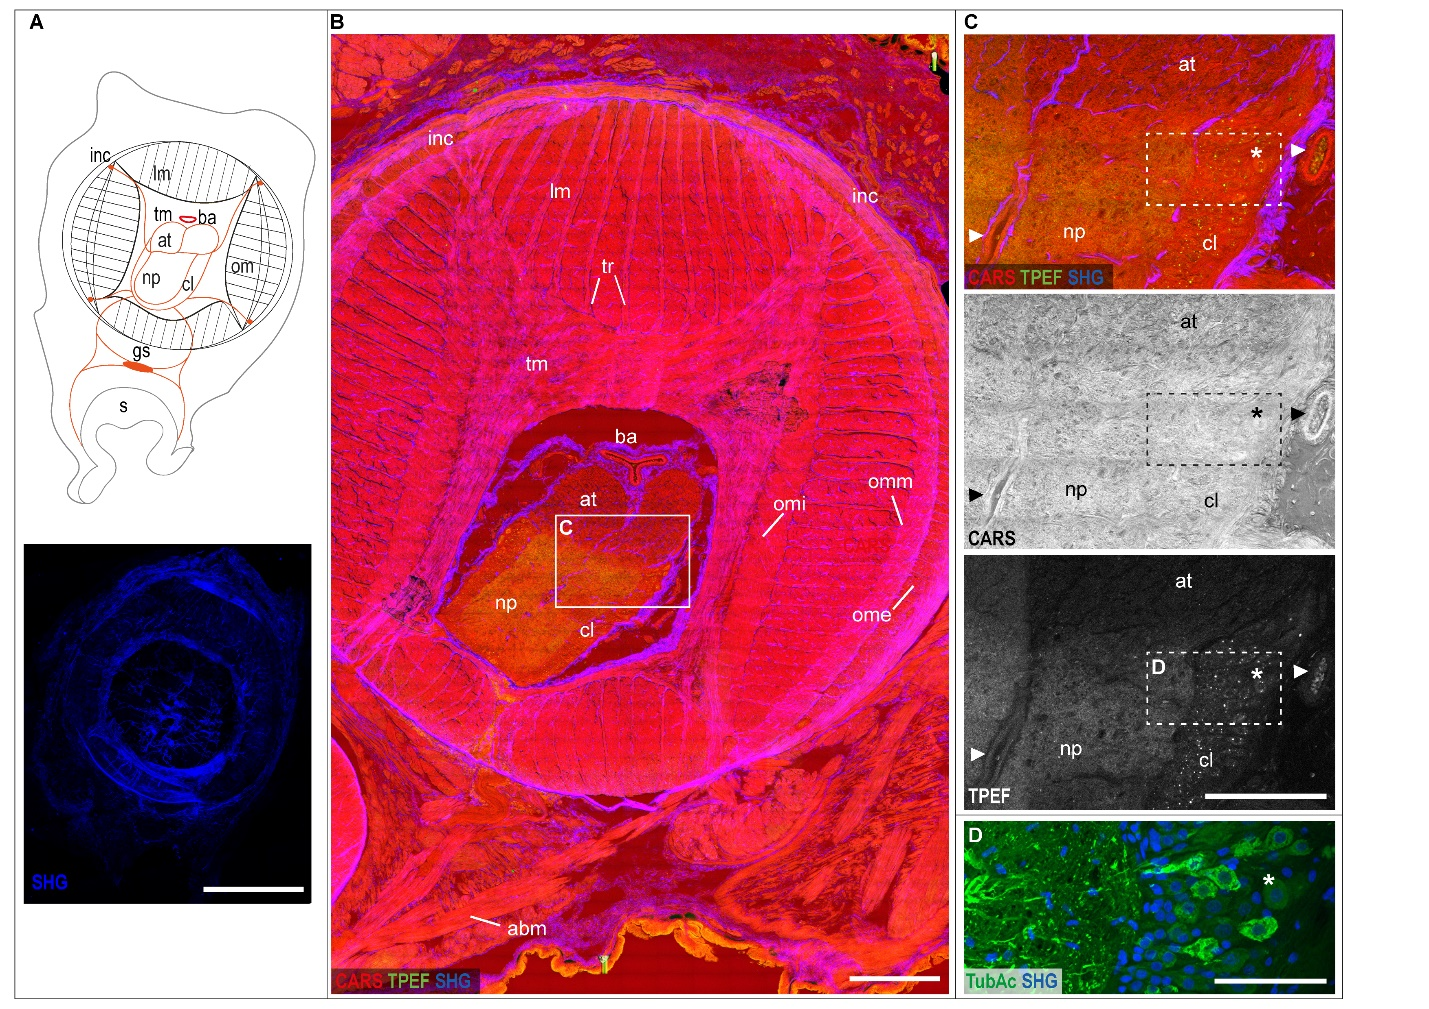 A
inc
lm
tm
ba
at
om
np
cl
gs
s
SHG
B
inc
lm
inc
tr
tm
ba
at
omm
omi
C
np
ome
cl
abm
CARS TPEF SHG
C
at
*
np
cl
CARS TPEF SHG
at
*
np
cl
CARS
at
D
*
np
cl
TPEF
D
*
TubAc SHG